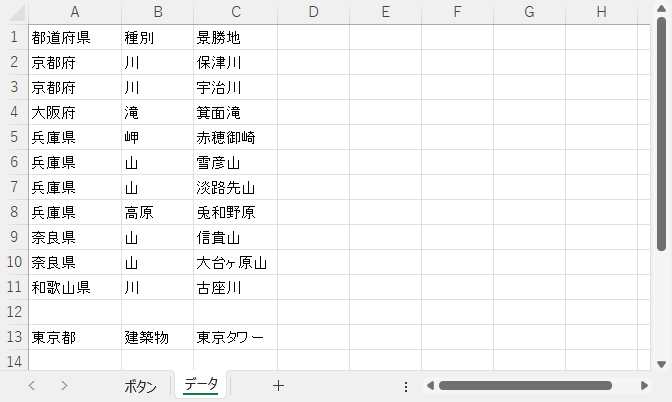 A B C D E F G H
1 都道府県 種別 景勝地
2 京都府 川 保津川
3 京都府 川 宇治川
4 大阪府 滝 箕面滝
5 兵庫県 岬 赤穂御崎
6 兵庫県 山 雪彦山
7 兵庫県 山 淡路先山
8 兵庫県 高原 兎和野原
9 奈良県 山 信貴山
10 奈良県 山 大台ヶ原山
11 和歌山県 川 古座川
12
13 東京都 建築物 東京タワー
14
ボタン データ